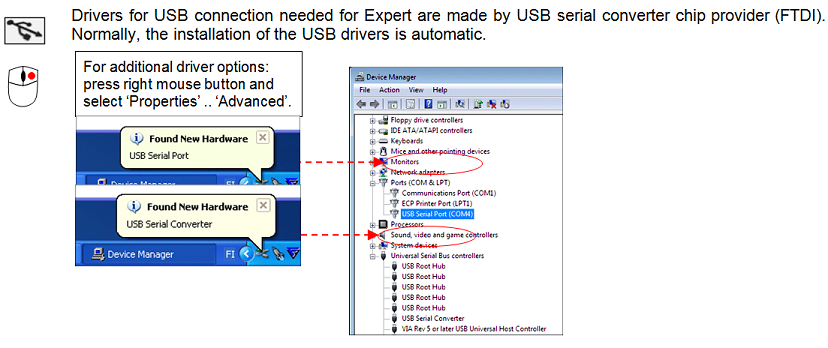 Drivers for USB connection needed for Expert are made by USB serial converter chip provider (FTDI).
Normally, the installation of the USB drivers is automatic.
For additional driver options:
press right mouse button and
select ‘Properties’ .. ‘Advanced’.
Found New Hardware
USB Serial Port
Device Manager
FI
Found New Hardware
USB Serial Converter
Device Manager
FI
Device Manager
File Action View Help
Floppy drive controllers
IDE ATA/ATAPI controllers
Keyboards
Mice and other pointing devices
Monitors
Network adapters
Ports (COM & LPT)
Communications Port (COM1)
ECP Printer Port (LPT1)
USB Serial Port (COM4)
Processors
Sound, video and game controllers
System devices
Universal Serial Bus controllers
USB Root Hub
USB Root Hub
USB Root Hub
USB Root Hub
USB Root Hub
USB Serial Converter
VIA Rev 5 or later USB Universal Host Controller